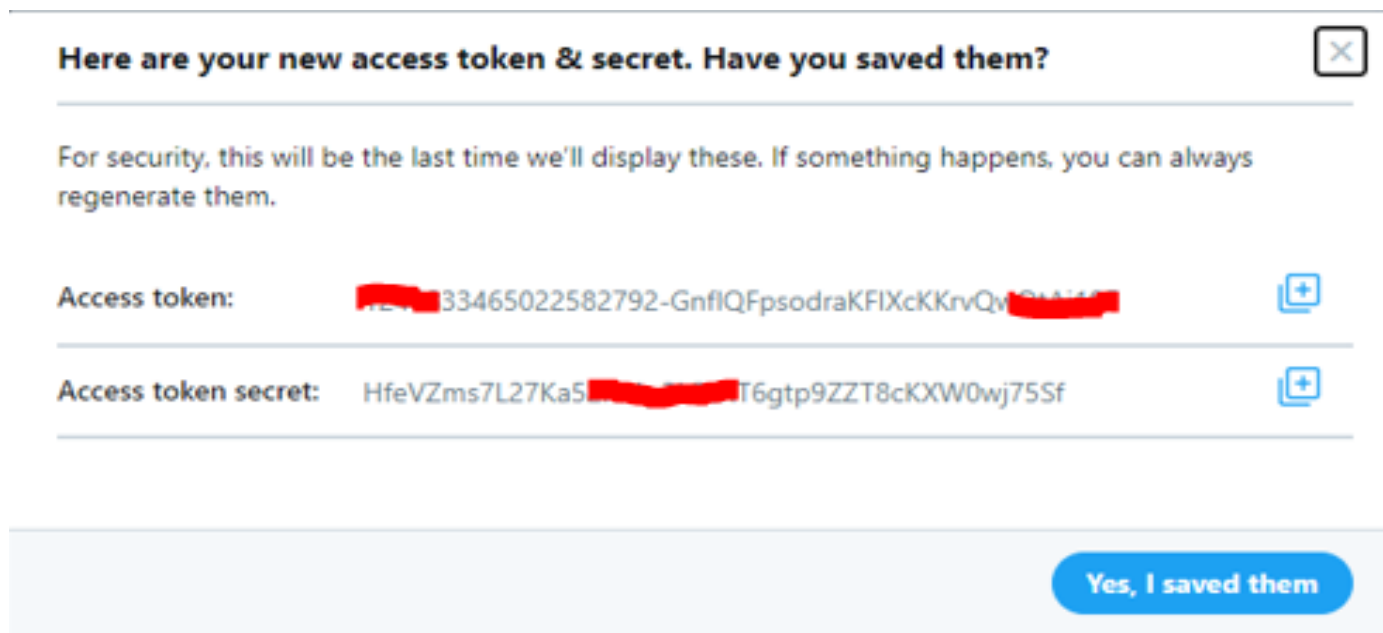 Here are your new access token & secret. Have you saved them?
For security, this will be the last time we'll display these. If something happens, you can always
regenerate them.
Access token:
Access token secret:
Yes, I saved them